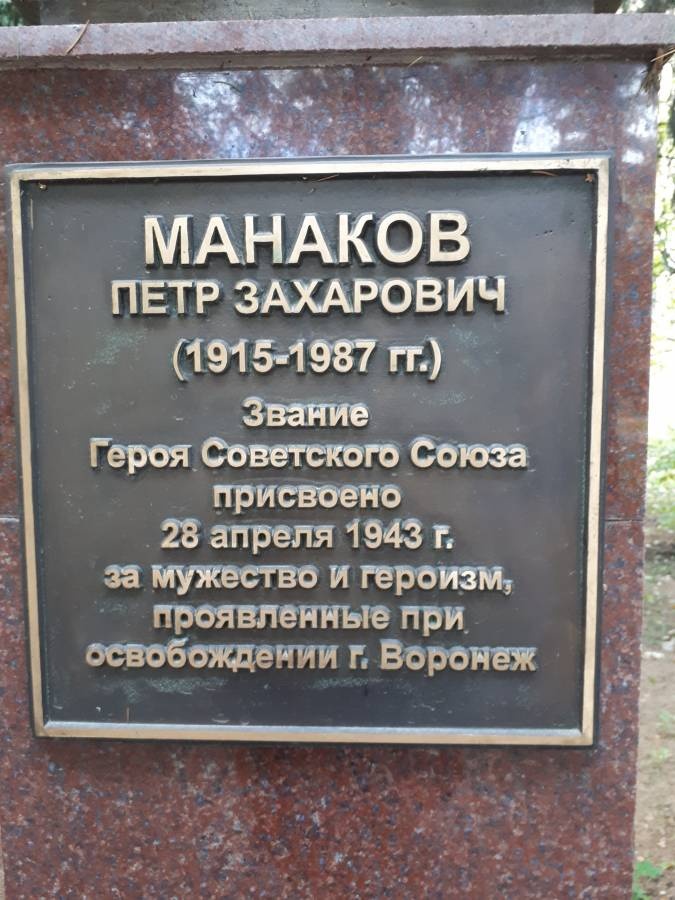 МАНАКОВ
ПЕТР ЗАХАРОВИЧ
(1915-1987 гг.)
Звание
Героя Советского Союза
присвоено
28 апреля 1943 г.
за мужество и героизм,
проявленные при
освобождении г. Воронеж